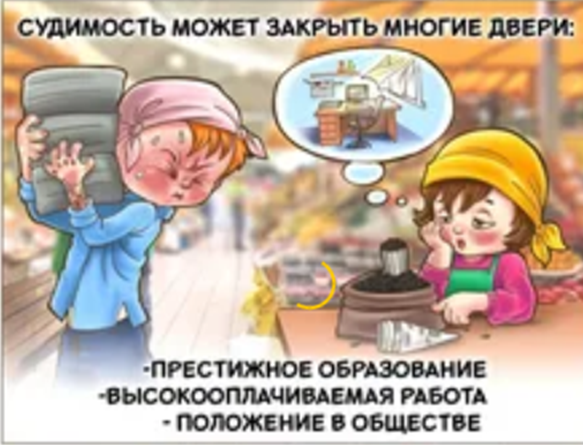 СУДИМОСТЬ МОЖЕТ ЗАКРЫТЬ МНОГИЕ ДВЕРИ:
-ПРЕСТИЖНОЕ ОБРАЗОВАНИЕ
-ВЫСОКООПЛАЧИВАЕМАЯ РАБОТА
- ПОЛОЖЕНИЕ В ОБЩЕСТВЕ